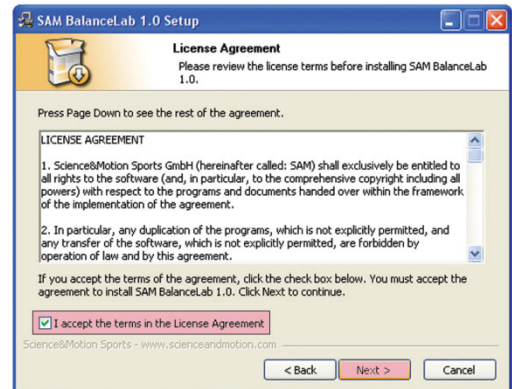 SAM BalanceLab 1.0 Setup
License Agreement
Please review the license terms before installing SAM BalanceLab
1.0.
Press Page Down to see the rest of the agreement.
LICENSE AGREEMENT
1. Science&Motion Sports GmbH (hereinafter called: SAM) shall exclusively be entitled to
all rights to the software (and, in particular, to the comprehensive copyright including all
powers) with respect to the programs and documents handed over within the framework
of the implementation of the agreement.
2. In particular, any duplication of the programs, which is not explicitly permitted, and
any transfer of the software, which is not explicitly permitted, are forbidden by
operation of law and by this agreement.
If you accept the terms of the agreement, click the check box below. You must accept the
agreement to install SAM BalanceLab 1.0. Click Next to continue.
I accept the terms in the License Agreement
Science&Motion Sports - www.scienceandmotion.com
< Back Next > Cancel